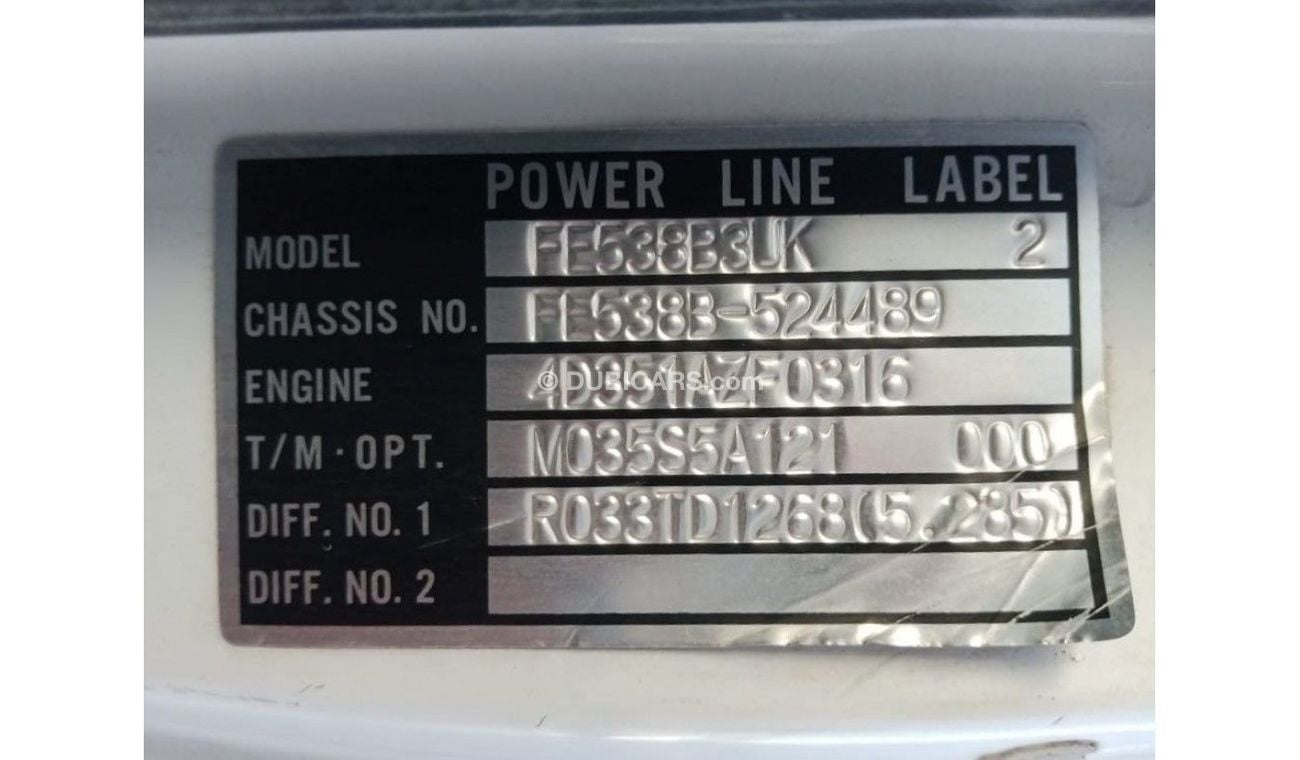 POWER LINE LABEL
MODEL FE538B3UK 2
CHASSIS NO. FE538B-524489
ENGINE 4D351AZF0316
© DUBICARS.com
T/M·OPT. M035S5A121 000
DIFF. NO. 1 R033TD1268(5.285)
DIFF. NO. 2